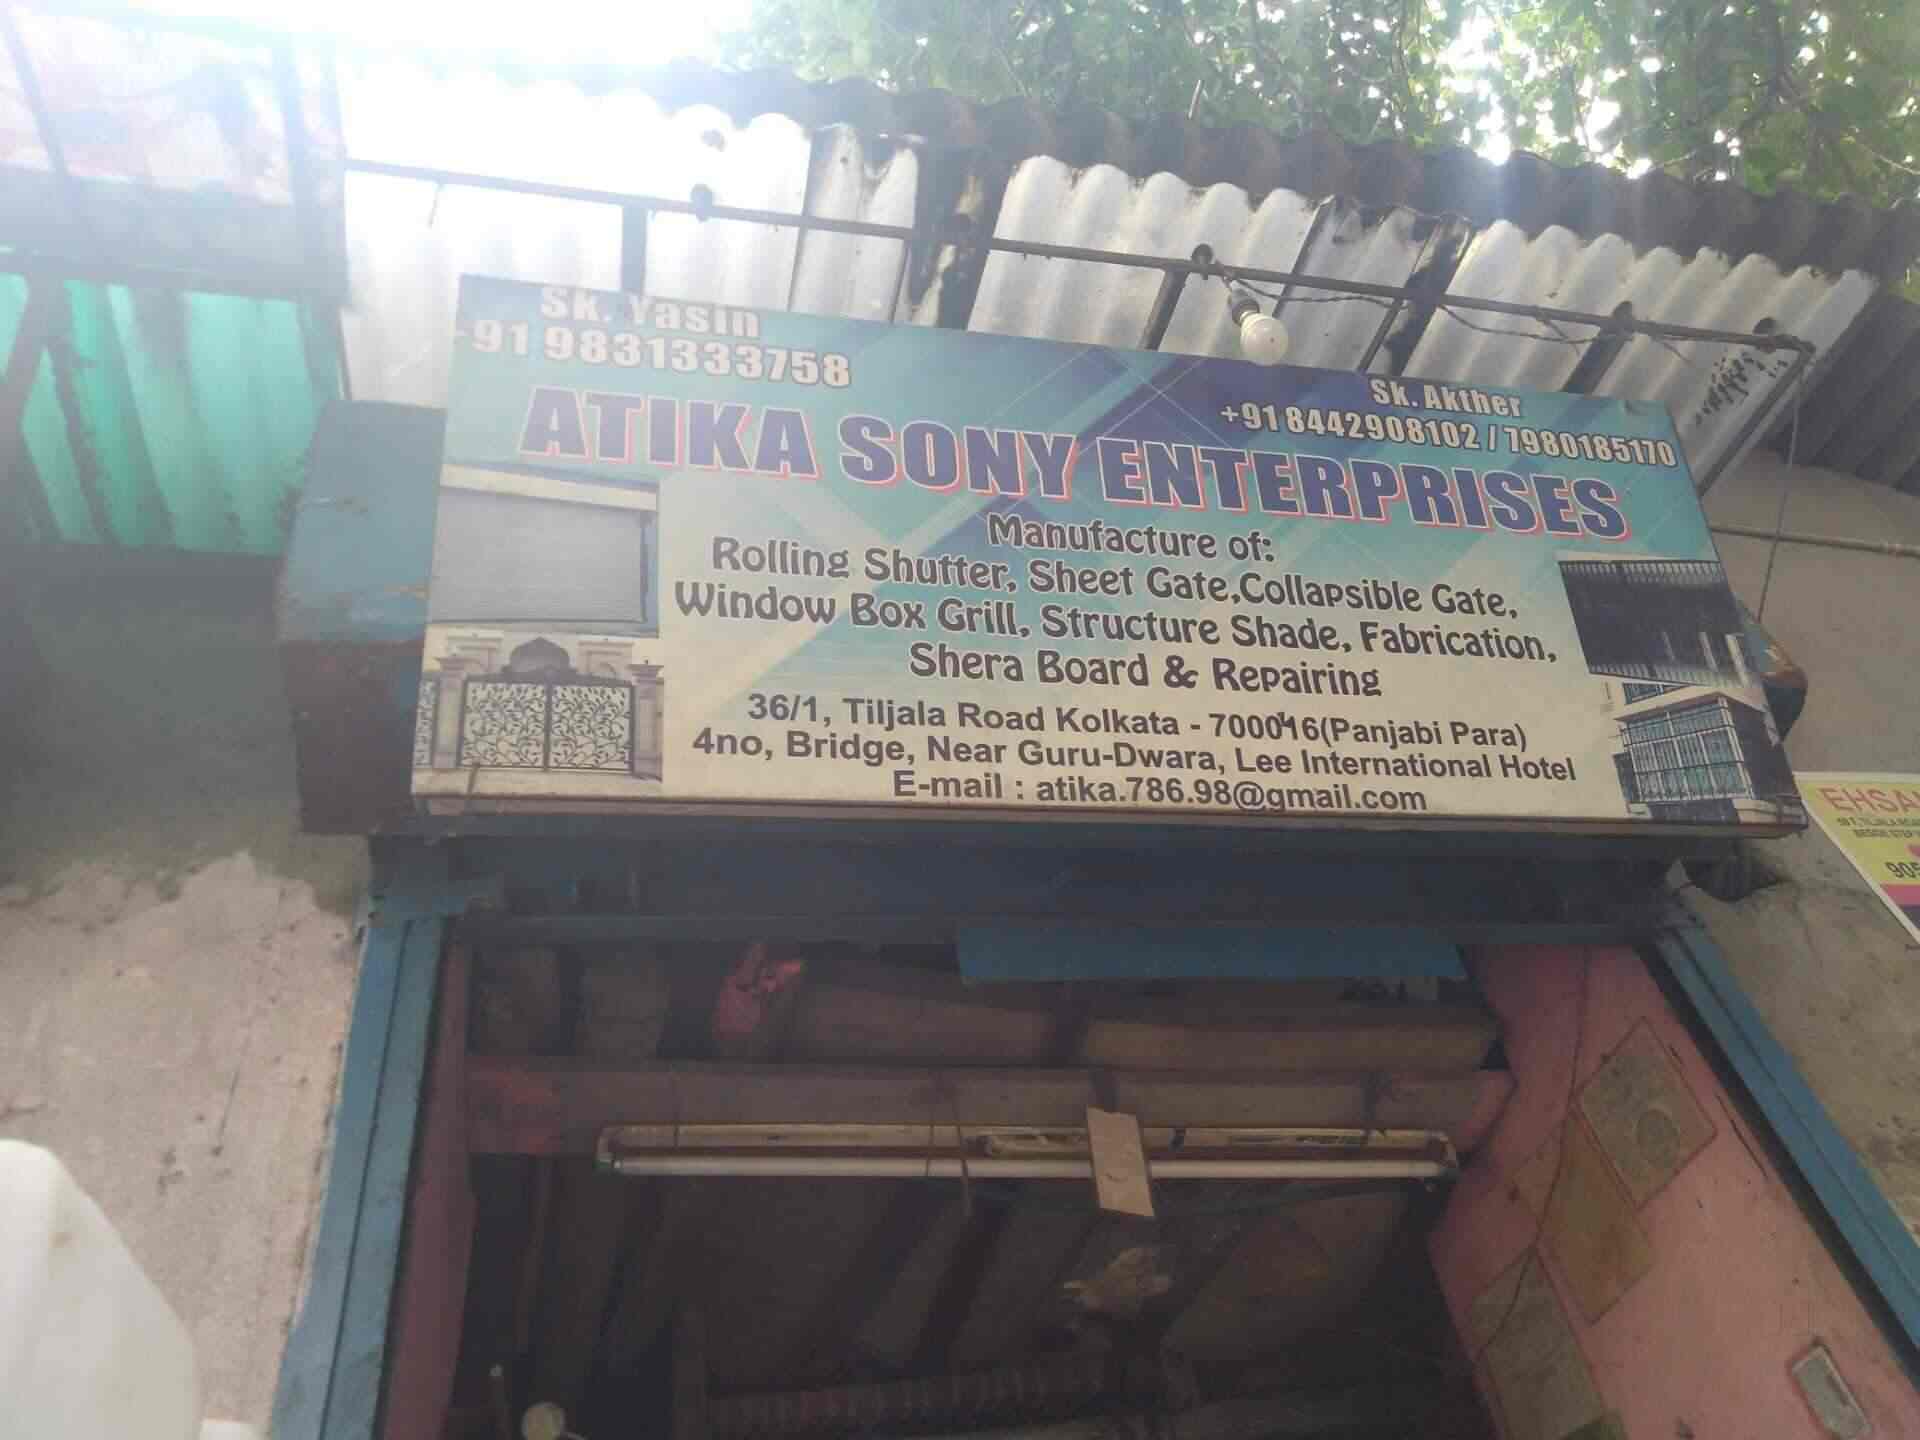 Sk. Yasin
+91 9831333758
Sk. Akther
+91 8442908102 / 7980185170
ATIKA SONY ENTERPRISES
Manufacture of:
Rolling Shutter, Sheet Gate,Collapsible Gate,
Window Box Grill, Structure Shade, Fabrication,
Shera Board & Repairing
36/1, Tiljala Road Kolkata - 700016(Panjabi Para)
4no, Bridge, Near Guru-Dwara, Lee International Hotel
E-mail : atika.786.98@gmail.com